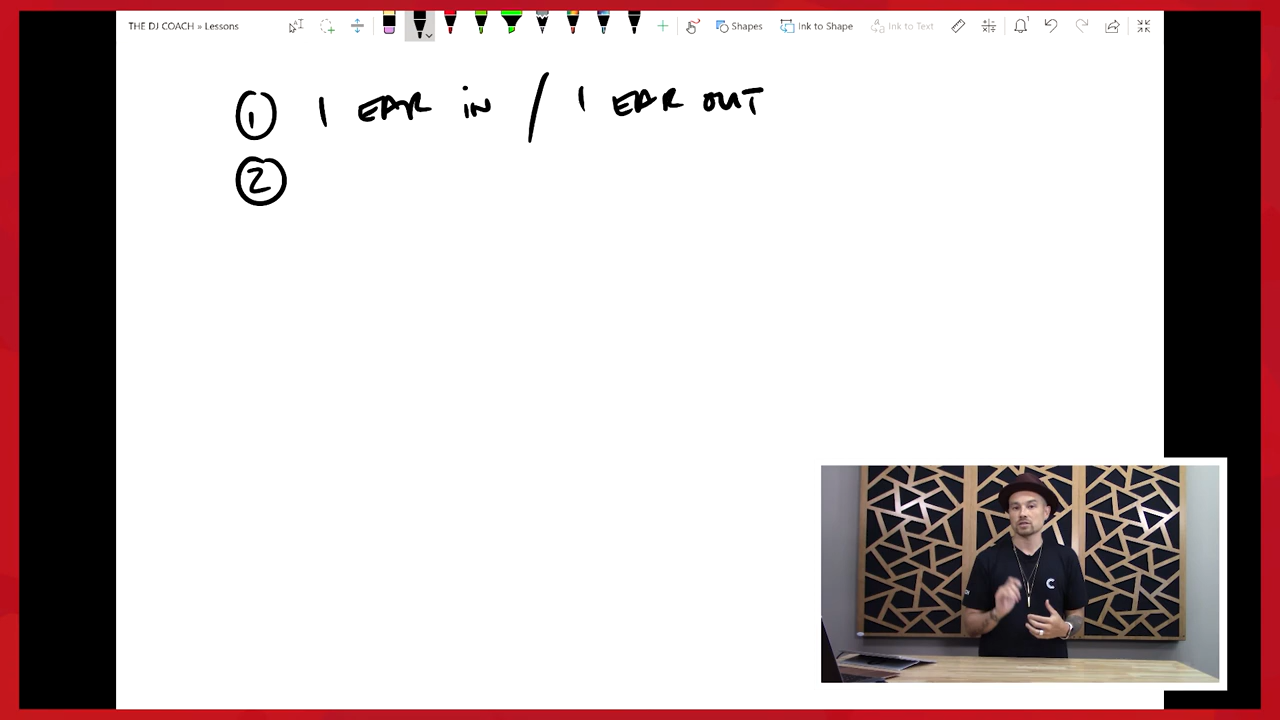 THE DJ COACH » Lessons
Shapes
Ink to Shape
Ink to Text
① 1 EAR IN / 1 EAR OUT
②
C